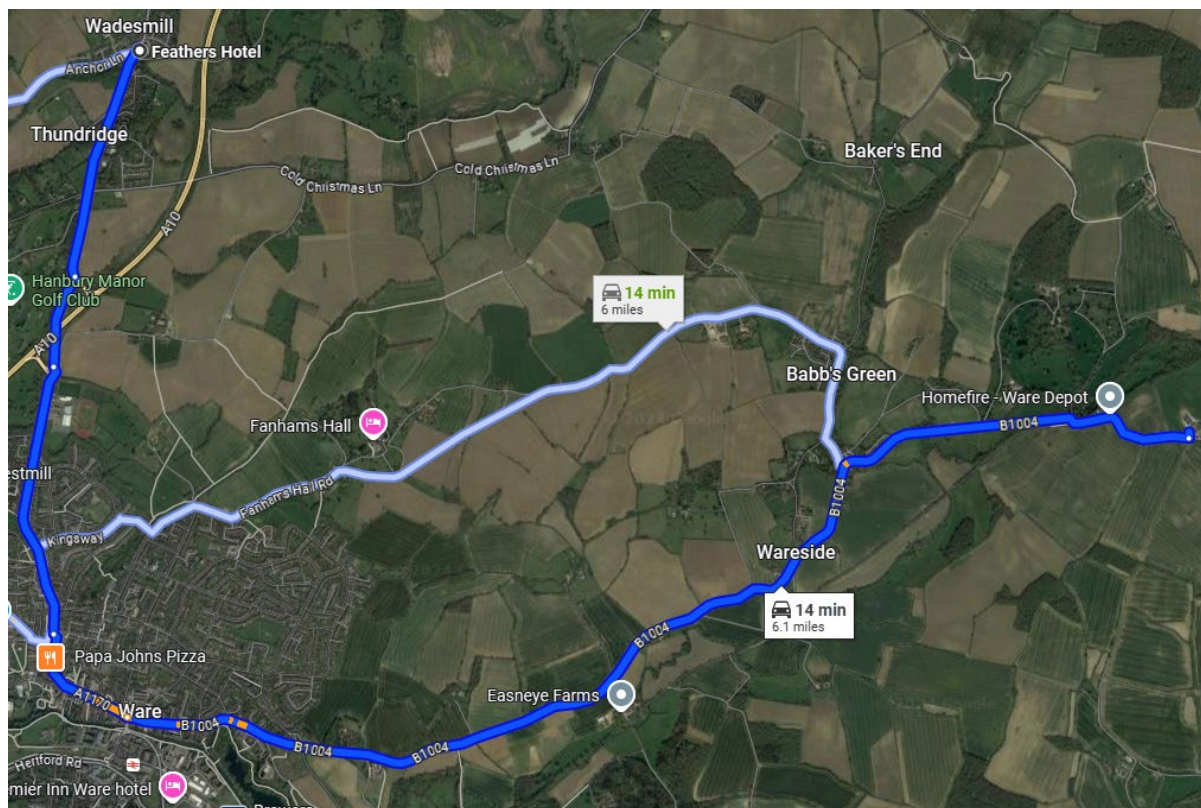 Wadesmill
Feathers Hotel
Anchor Ln
Thundridge
A10
Cold Christmas Ln
Cold Christmas Ln
Baker's End
Hanbury Manor
Golf Club
14 min
6 miles
A10
Babb's Green
Homefire - Ware Depot
B1004
Fanhams Hall
estmill
B1004
Fanhams Hall Rd
Kingsway
Wareside
14 min
6.1 miles
B1004
Papa Johns Pizza
Easneye Farms
A1170
Ware
B1004
B1004
B1004
Hertford Rd
emier Inn Ware hotel